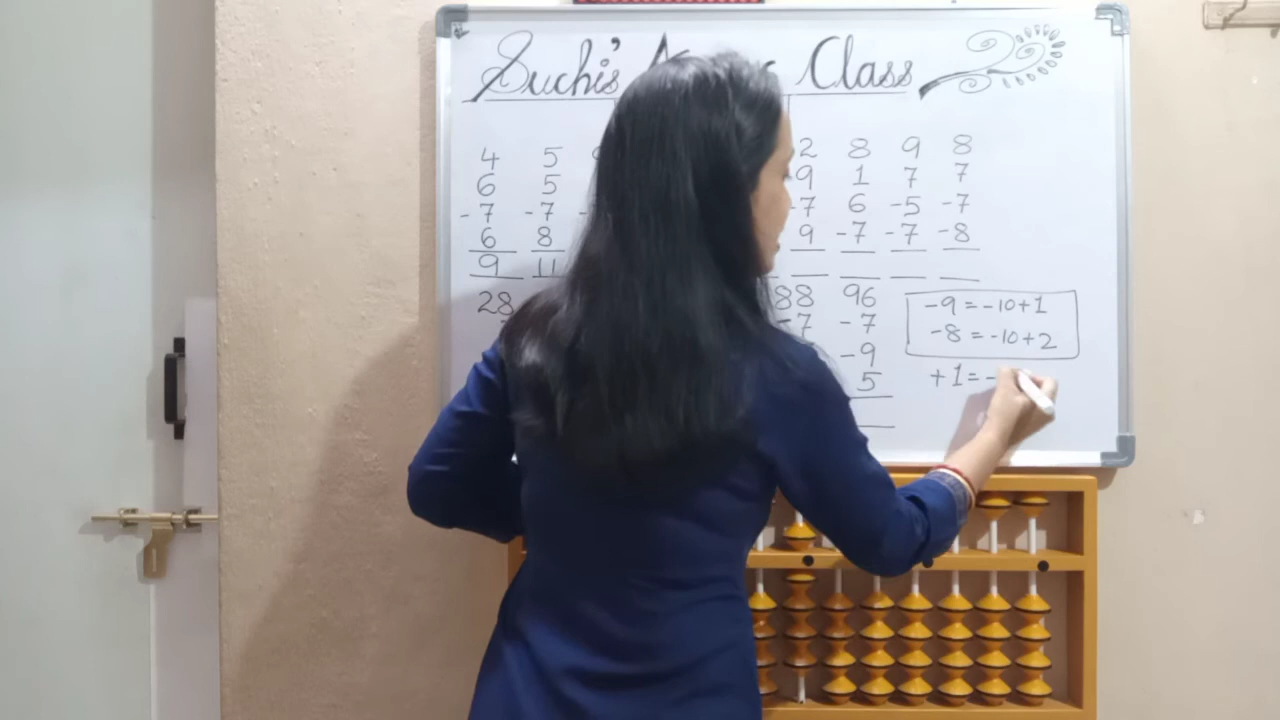 Suchi's Class
4 5 2 8 9 8
6 5 9 1 7 7
-7 -7 -7 6 -5 -7
6 8 9 -7 -7 -8
9 11
28 88 96
-7 -7
-9
5
-9=-10+1
-8=-10+2
+1=-